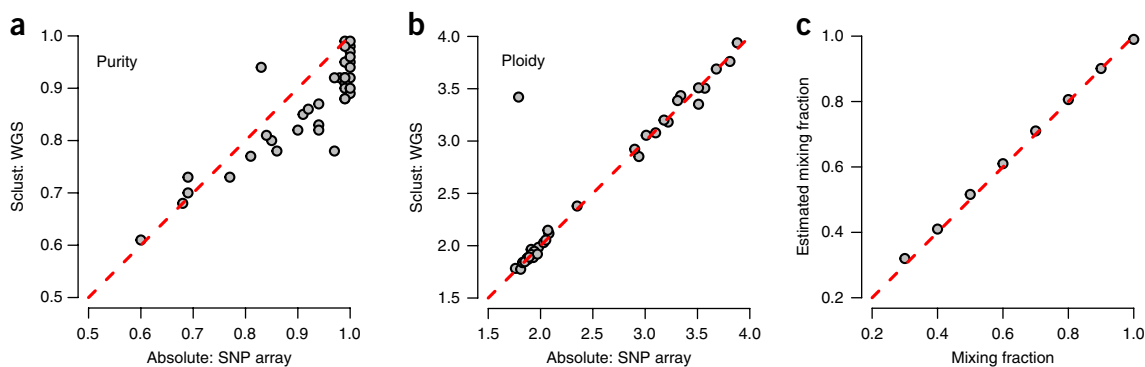 a
Purity
Sclust: WGS
1.0
0.9
0.8
0.7
0.6
0.5
0.5 0.6 0.7 0.8 0.9 1.0
Absolute: SNP array
b
Ploidy
Sclust: WGS
4.0
3.5
3.0
2.5
2.0
1.5
1.5 2.0 2.5 3.0 3.5 4.0
Absolute: SNP array
c
Estimated mixing fraction
1.0
0.8
0.6
0.4
0.2
0.2 0.4 0.6 0.8 1.0
Mixing fraction